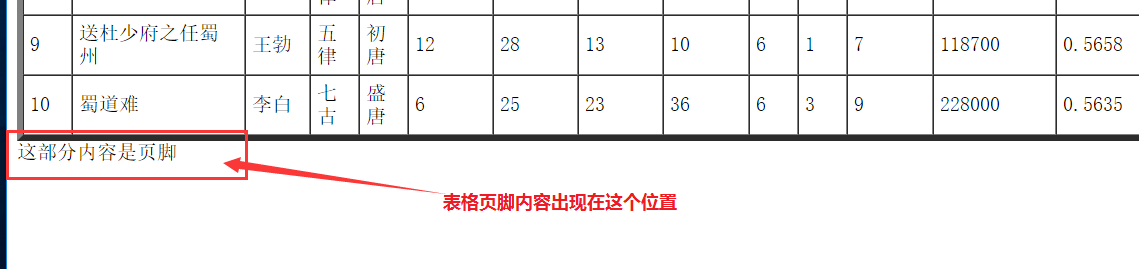 律 唐
9 送杜少府之任蜀州 王勃 五律 初唐 12 28 13 10 6 1 7 118700 0.5658
10 蜀道难 李白 七古 盛唐 6 25 23 36 6 3 9 228000 0.5635
这部分内容是页脚
表格页脚内容出现在这个位置